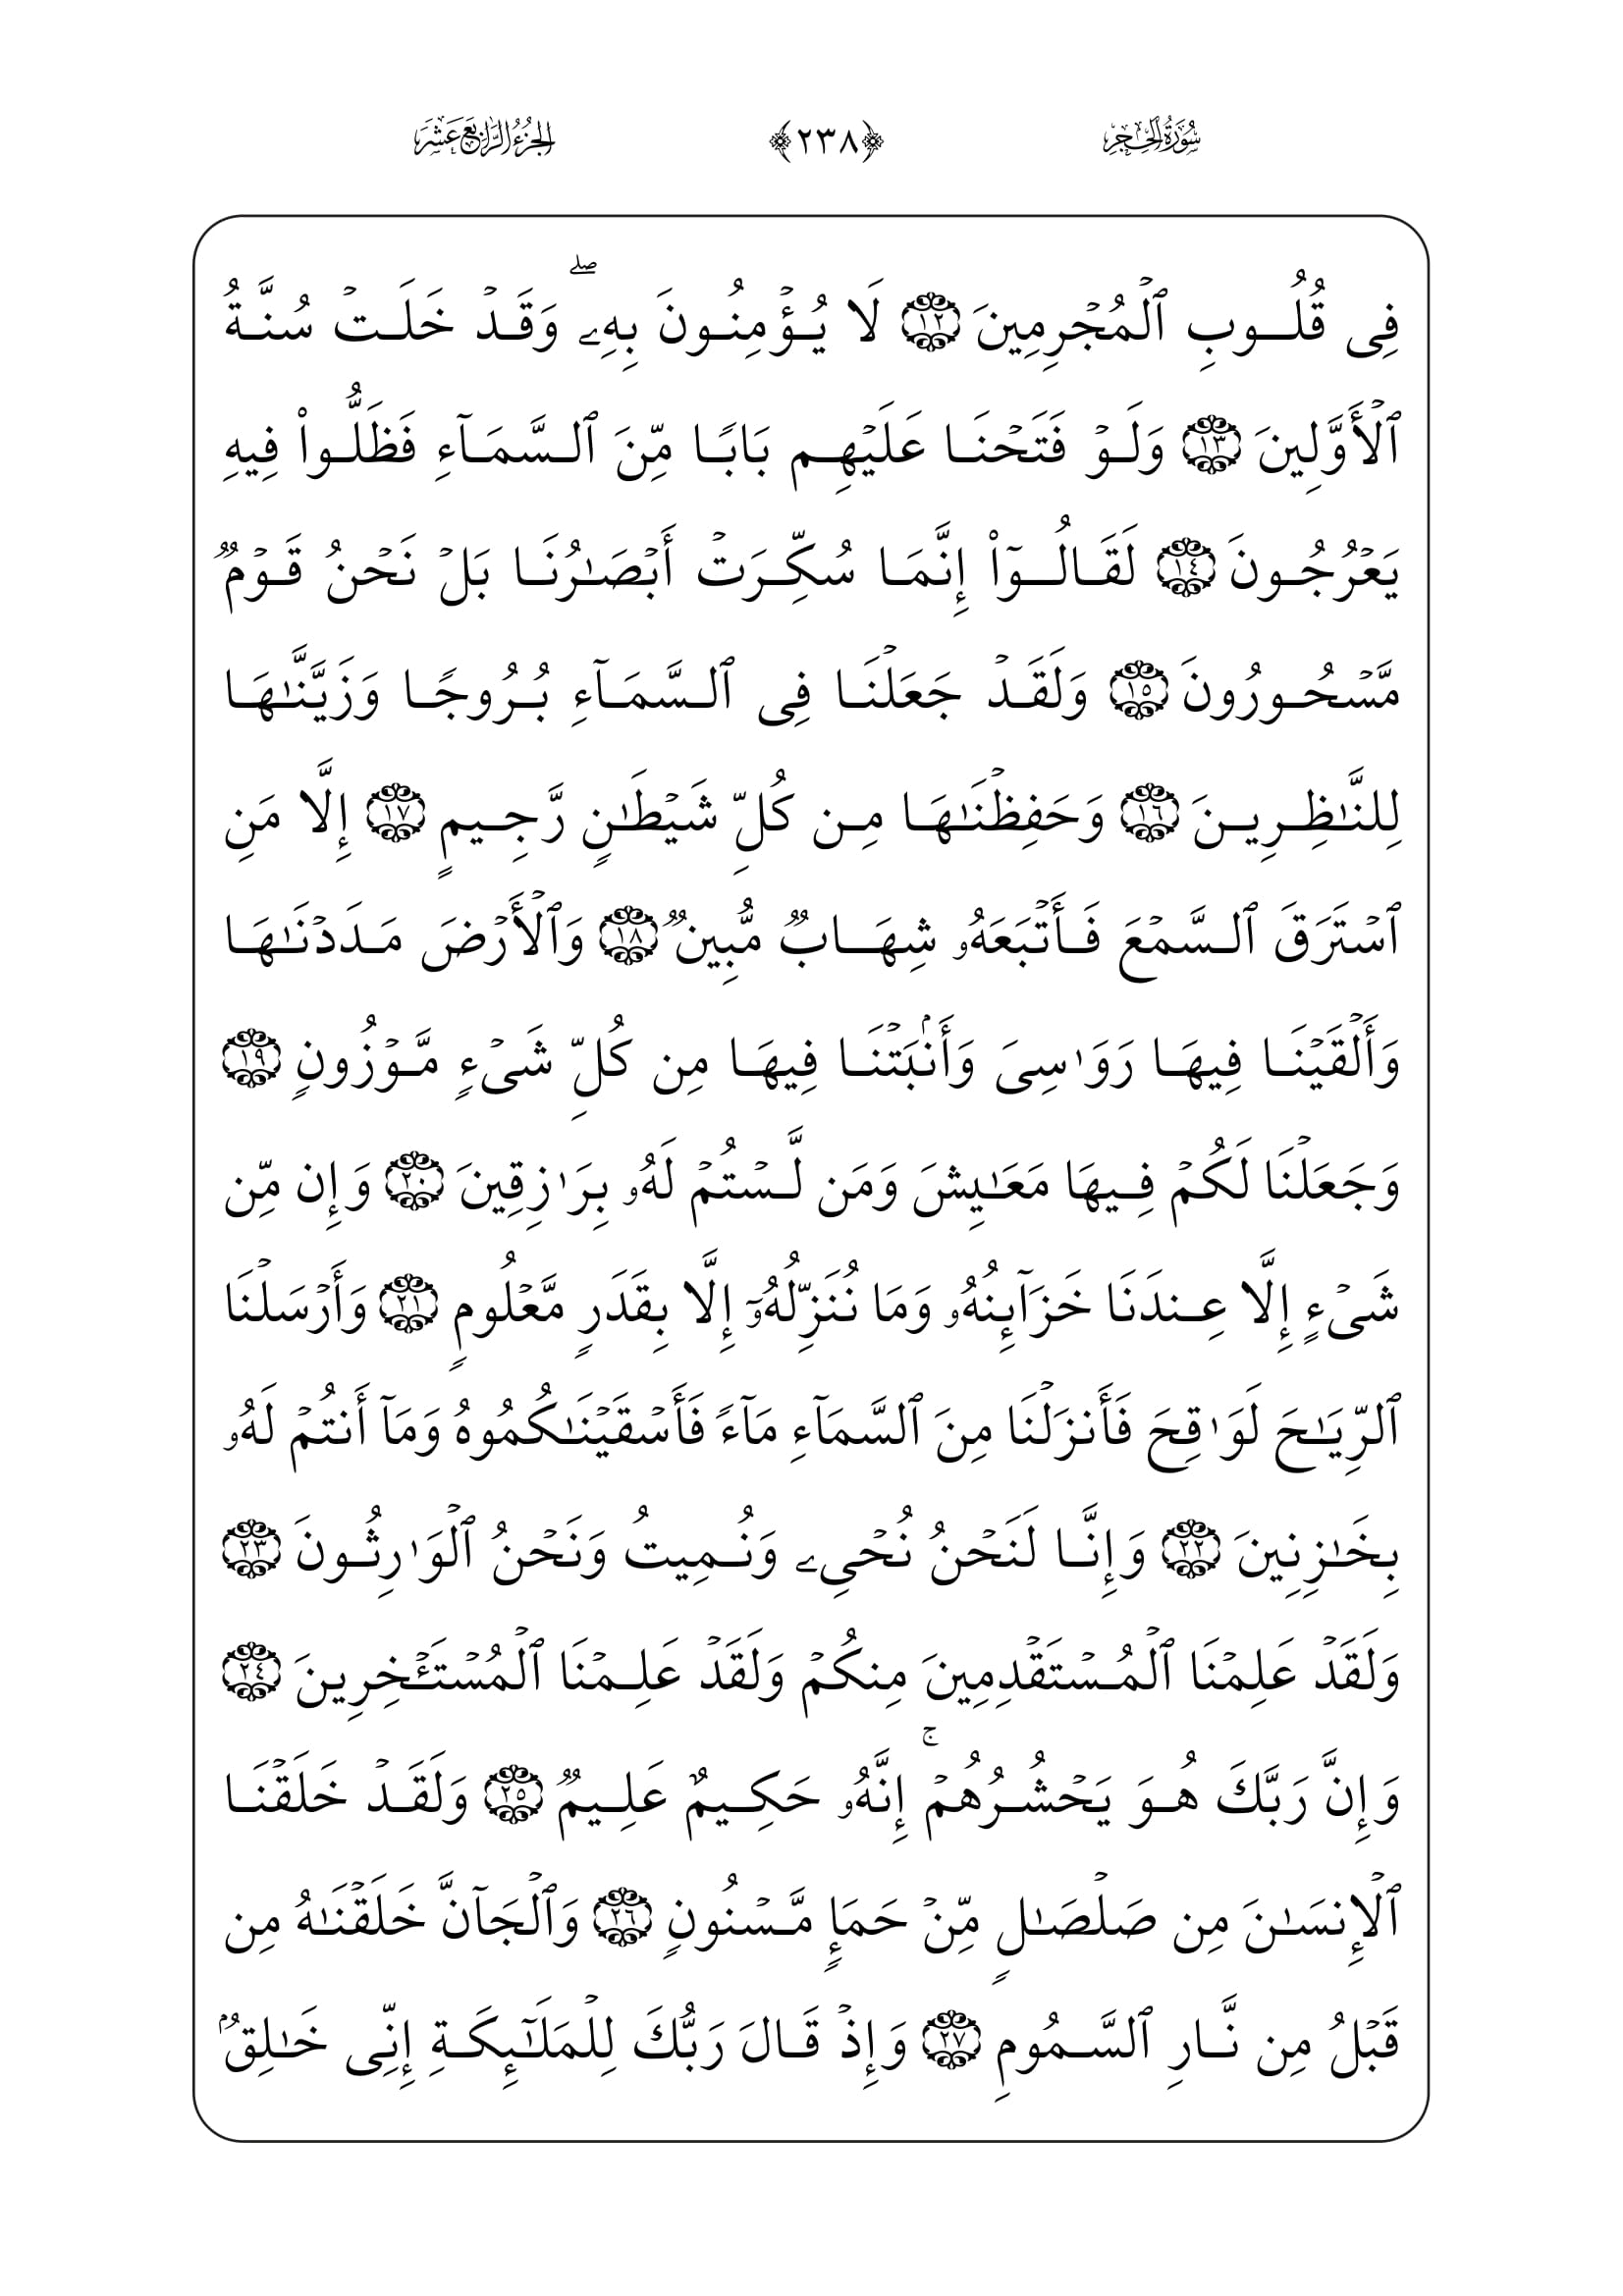 سُورَةُ الحِجْرِ ﴿٢٣٨﴾ الجُزْءُ الرَّابِعَ عَشَرَ
فِى قُلُوبِ ٱلْمُجْرِمِينَ ١٢ لَا يُؤْمِنُونَ بِهِۦ ۖ وَقَدْ خَلَتْ سُنَّةُ
ٱلْأَوَّلِينَ ١٣ وَلَوْ فَتَحْنَا عَلَيْهِم بَابًا مِّنَ ٱلسَّمَآءِ فَظَلُّوا۟ فِيهِ
يَعْرُجُونَ ١٤ لَقَالُوٓا۟ إِنَّمَا سُكِّرَتْ أَبْصَـٰرُنَا بَلْ نَحْنُ قَوْمٌ
مَّسْحُورُونَ ١٥ وَلَقَدْ جَعَلْنَا فِى ٱلسَّمَآءِ بُرُوجًا وَزَيَّنَّـٰهَا
لِلنَّـٰظِرِينَ ١٦ وَحَفِظْنَـٰهَا مِن كُلِّ شَيْطَـٰنٍ رَّجِيمٍ ١٧ إِلَّا مَنِ
ٱسْتَرَقَ ٱلسَّمْعَ فَأَتْبَعَهُۥ شِهَابٌ مُّبِينٌ ١٨ وَٱلْأَرْضَ مَدَدْنَـٰهَا
وَأَلْقَيْنَا فِيهَا رَوَٰسِىَ وَأَنۢبَتْنَا فِيهَا مِن كُلِّ شَىْءٍ مَّوْزُونٍ ١٩
وَجَعَلْنَا لَكُمْ فِيهَا مَعَـٰيِشَ وَمَن لَّسْتُمْ لَهُۥ بِرَٰزِقِينَ ٢٠ وَإِن مِّن
شَىْءٍ إِلَّا عِندَنَا خَزَآئِنُهُۥ وَمَا نُنَزِّلُهُۥٓ إِلَّا بِقَدَرٍ مَّعْلُومٍ ٢١ وَأَرْسَلْنَا
ٱلرِّيَـٰحَ لَوَٰقِحَ فَأَنزَلْنَا مِنَ ٱلسَّمَآءِ مَآءً فَأَسْقَيْنَـٰكُمُوهُ وَمَآ أَنتُمْ لَهُۥ
بِخَـٰزِنِينَ ٢٢ وَإِنَّا لَنَحْنُ نُحْىِۦ وَنُمِيتُ وَنَحْنُ ٱلْوَٰرِثُونَ ٢٣
وَلَقَدْ عَلِمْنَا ٱلْمُسْتَقْدِمِينَ مِنكُمْ وَلَقَدْ عَلِمْنَا ٱلْمُسْتَـْٔخِرِينَ ٢٤
وَإِنَّ رَبَّكَ هُوَ يَحْشُرُهُمْ ۚ إِنَّهُۥ حَكِيمٌ عَلِيمٌ ٢٥ وَلَقَدْ خَلَقْنَا
ٱلْإِنسَـٰنَ مِن صَلْصَـٰلٍ مِّنْ حَمَإٍ مَّسْنُونٍ ٢٦ وَٱلْجَآنَّ خَلَقْنَـٰهُ مِن
قَبْلُ مِن نَّارِ ٱلسَّمُومِ ٢٧ وَإِذْ قَالَ رَبُّكَ لِلْمَلَـٰٓئِكَةِ إِنِّى خَـٰلِقٌۢ